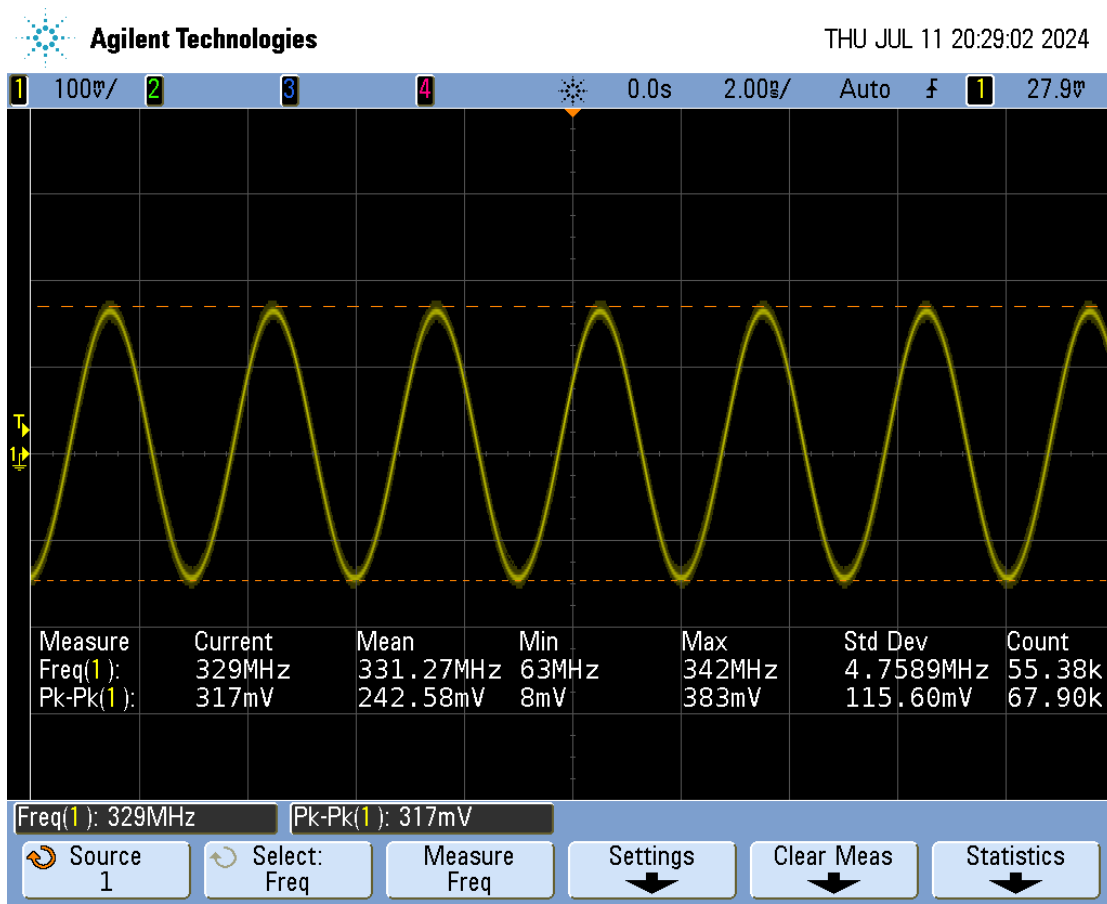 Agilent Technologies THU JUL 11 20:29:02 2024
1 100mV/ 2 3 4 0.0s 2.00ns/ Auto 1 27.9mV
T
1
Measure Current Mean Min Max Std Dev Count
Freq(1): 329MHz 331.27MHz 63MHz 342MHz 4.7589MHz 55.38k
Pk-Pk(1): 317mV 242.58mV 8mV 383mV 115.60mV 67.90k
Freq(1): 329MHz Pk-Pk(1): 317mV
Source Select: Measure Settings Clear Meas Statistics
1 Freq Freq